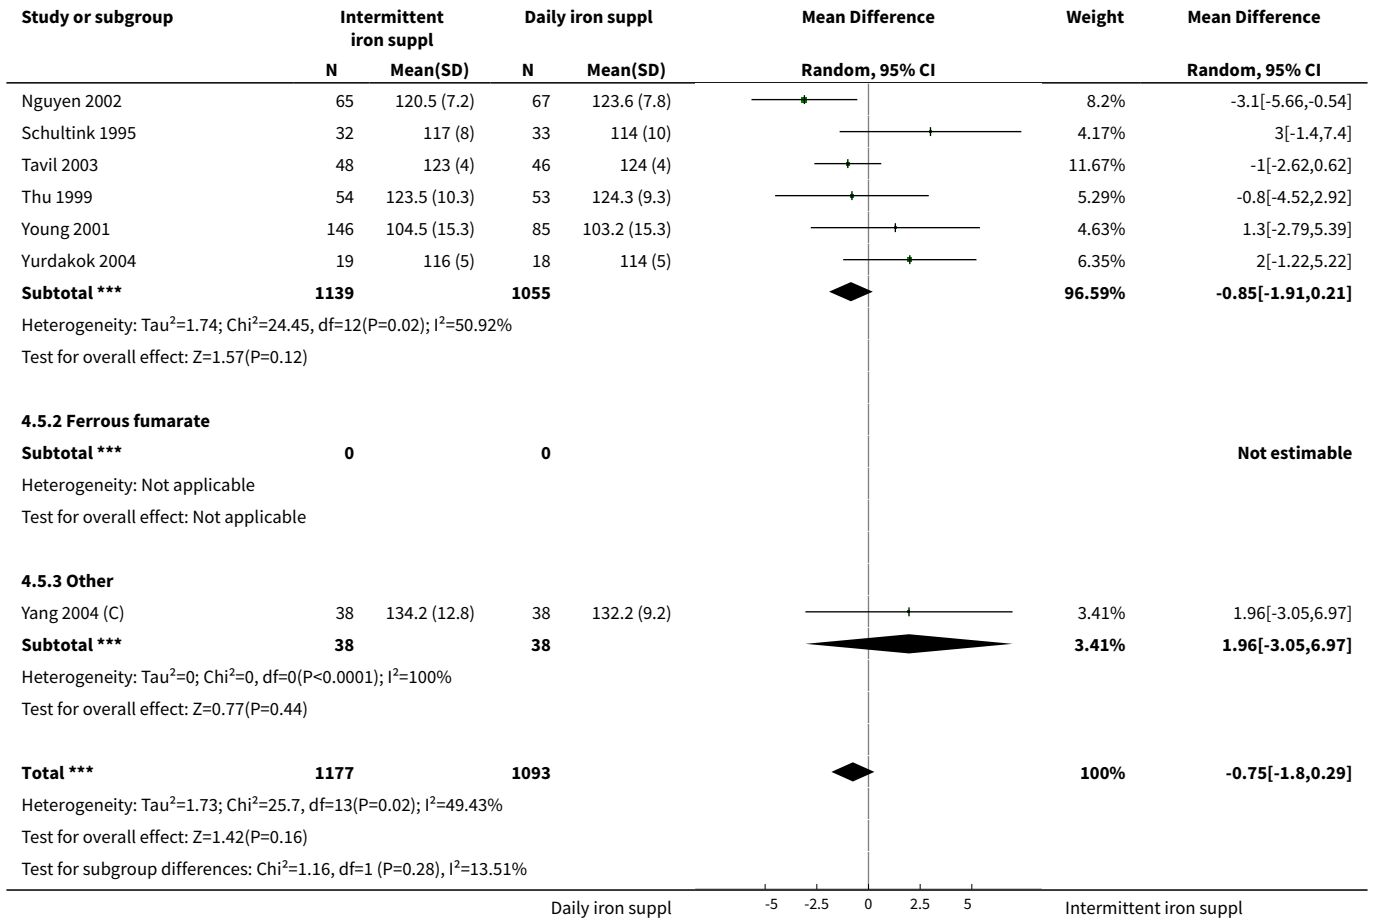 Study or subgroup Intermittent iron suppl Daily iron suppl Mean Difference Weight Mean Difference
N Mean(SD) N Mean(SD) Random, 95% CI Random, 95% CI
Nguyen 2002 65 120.5 (7.2) 67 123.6 (7.8) 8.2% -3.1[-5.66,-0.54]
Schultink 1995 32 117 (8) 33 114 (10) 4.17% 3[-1.4,7.4]
Tavil 2003 48 123 (4) 46 124 (4) 11.67% -1[-2.62,0.62]
Thu 1999 54 123.5 (10.3) 53 124.3 (9.3) 5.29% -0.8[-4.52,2.92]
Young 2001 146 104.5 (15.3) 85 103.2 (15.3) 4.63% 1.3[-2.79,5.39]
Yurdakok 2004 19 116 (5) 18 114 (5) 6.35% 2[-1.22,5.22]
Subtotal *** 1139 1055 96.59% -0.85[-1.91,0.21]
Heterogeneity: Tau²=1.74; Chi²=24.45, df=12(P=0.02); I²=50.92%
Test for overall effect: Z=1.57(P=0.12)
4.5.2 Ferrous fumarate
Subtotal *** 0 0 Not estimable
Heterogeneity: Not applicable
Test for overall effect: Not applicable
4.5.3 Other
Yang 2004 (C) 38 134.2 (12.8) 38 132.2 (9.2) 3.41% 1.96[-3.05,6.97]
Subtotal *** 38 38 3.41% 1.96[-3.05,6.97]
Heterogeneity: Tau²=0; Chi²=0, df=0(P<0.0001); I²=100%
Test for overall effect: Z=0.77(P=0.44)
Total *** 1177 1093 100% -0.75[-1.8,0.29]
Heterogeneity: Tau²=1.73; Chi²=25.7, df=13(P=0.02); I²=49.43%
Test for overall effect: Z=1.42(P=0.16)
Test for subgroup differences: Chi²=1.16, df=1 (P=0.28), I²=13.51%
Daily iron suppl -5 -2.5 0 2.5 5 Intermittent iron suppl